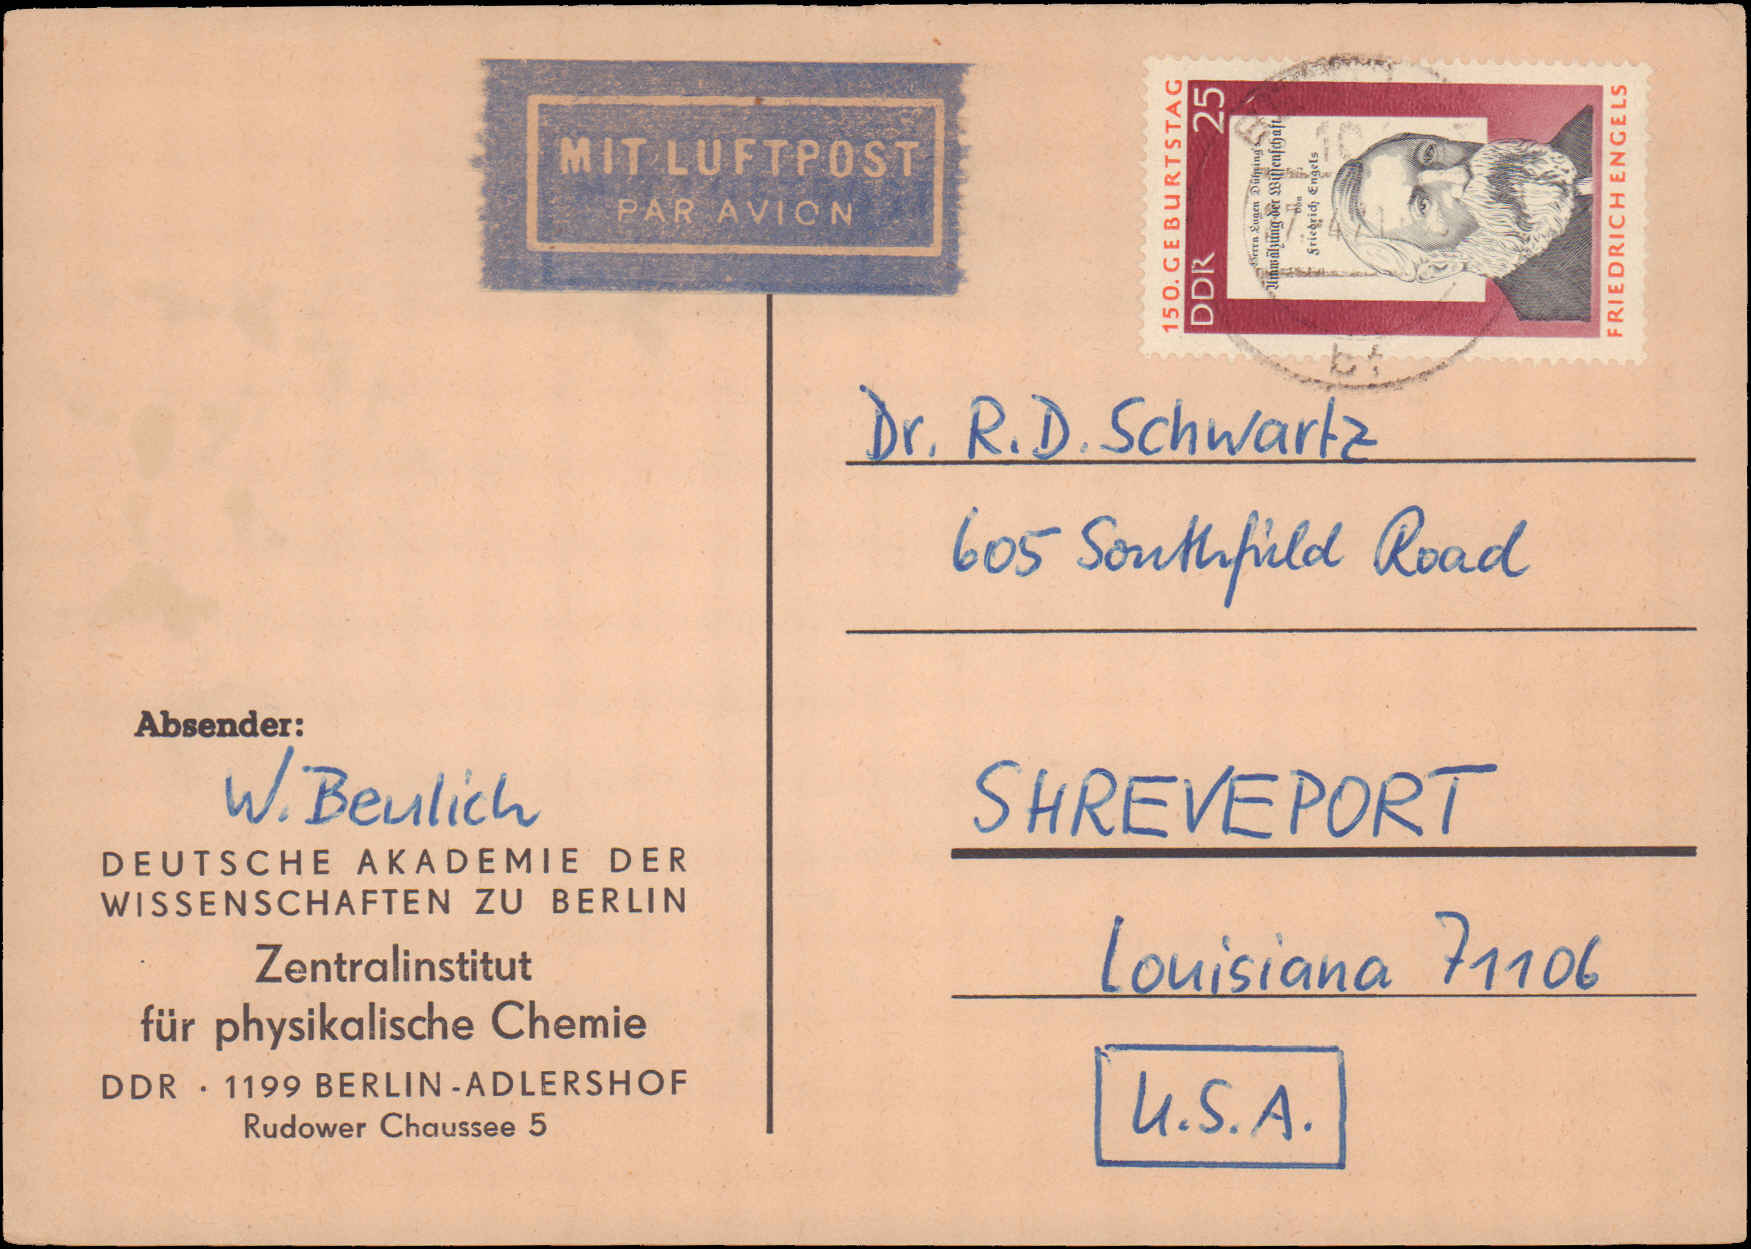 MIT LUFTPOST
PAR AVION
150. GEBURTSTAG
DDR 25
Herrn Eugen Dühring's
Umwälzung der Wissenschaft
von
Friedrich Engels
FRIEDRICH ENGELS
bt
Dr. R. D. Schwartz
605 Southfield Road
SHREVEPORT
Louisiana 71106
U.S.A.
Absender:
W. Beulich
DEUTSCHE AKADEMIE DER
WISSENSCHAFTEN ZU BERLIN
Zentralinstitut
für physikalische Chemie
DDR · 1199 BERLIN-ADLERSHOF
Rudower Chaussee 5